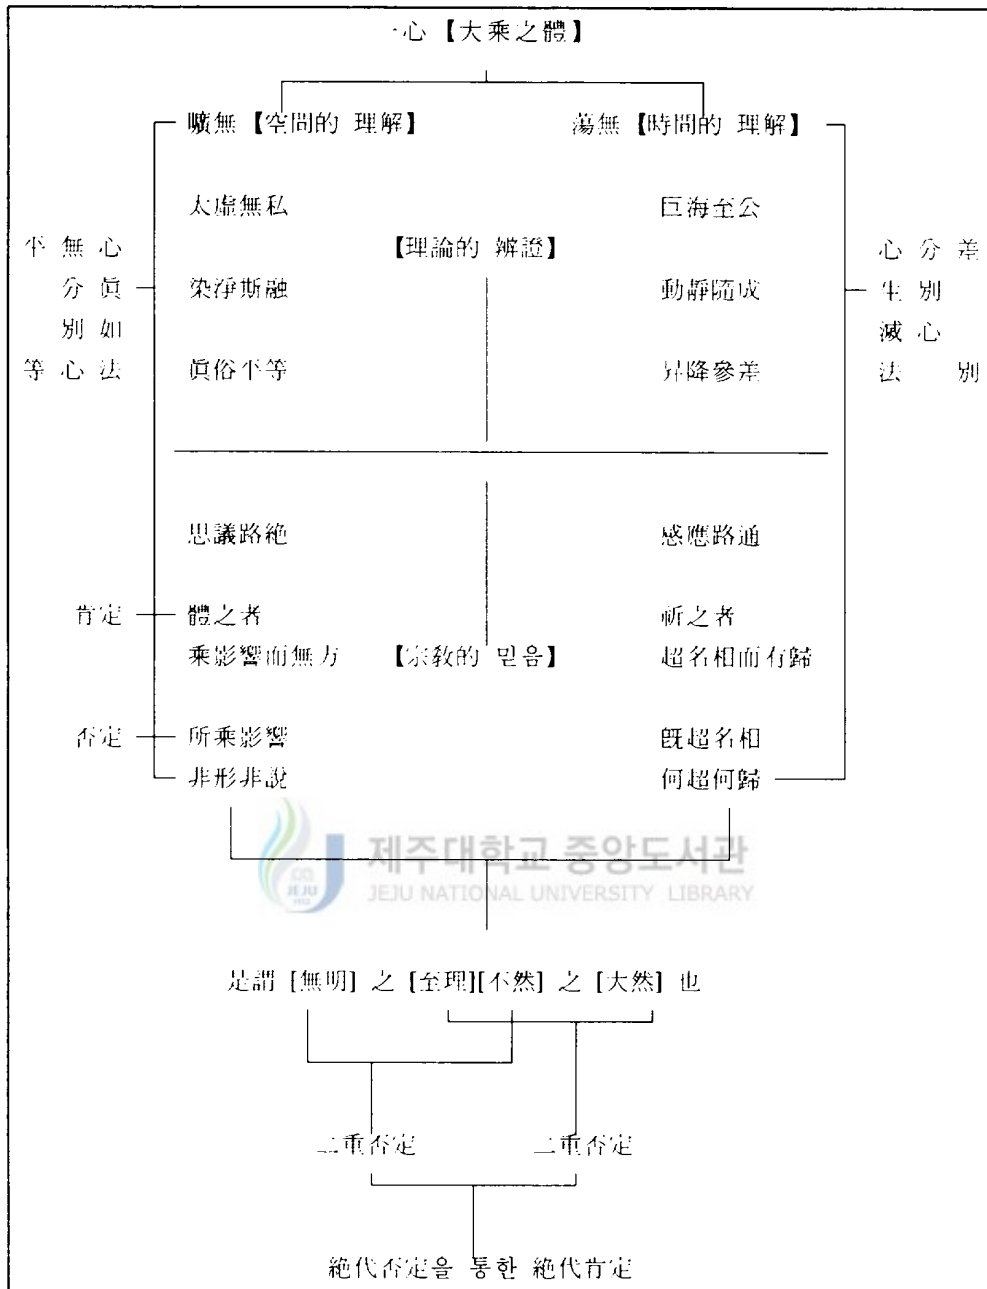 一心【大乘之體】
曠無【空間的 理解】 蕩無【時間的 理解】
太虛無私 巨海至公
平 無 心 【理論的 辨證】 心 分 差
分 眞 染淨斯融 動靜隨成 生 別
別 如 滅 心
等 心 法 眞俗平等 昇降參差 法 別
思議路絶 感應路通
肯定 體之者 祈之者
乘影響而無方 【宗敎的 믿음】 超名相而有歸
否定 所乘影響 旣超名相
非形非說 何超何歸
제주대학교 중앙도서관
JEJU NATIONAL UNIVERSITY LIBRARY
是謂 [無明] 之 [至理][不然] 之 [大然] 也
二重否定 二重否定
絶代否定을 통한 絶代肯定